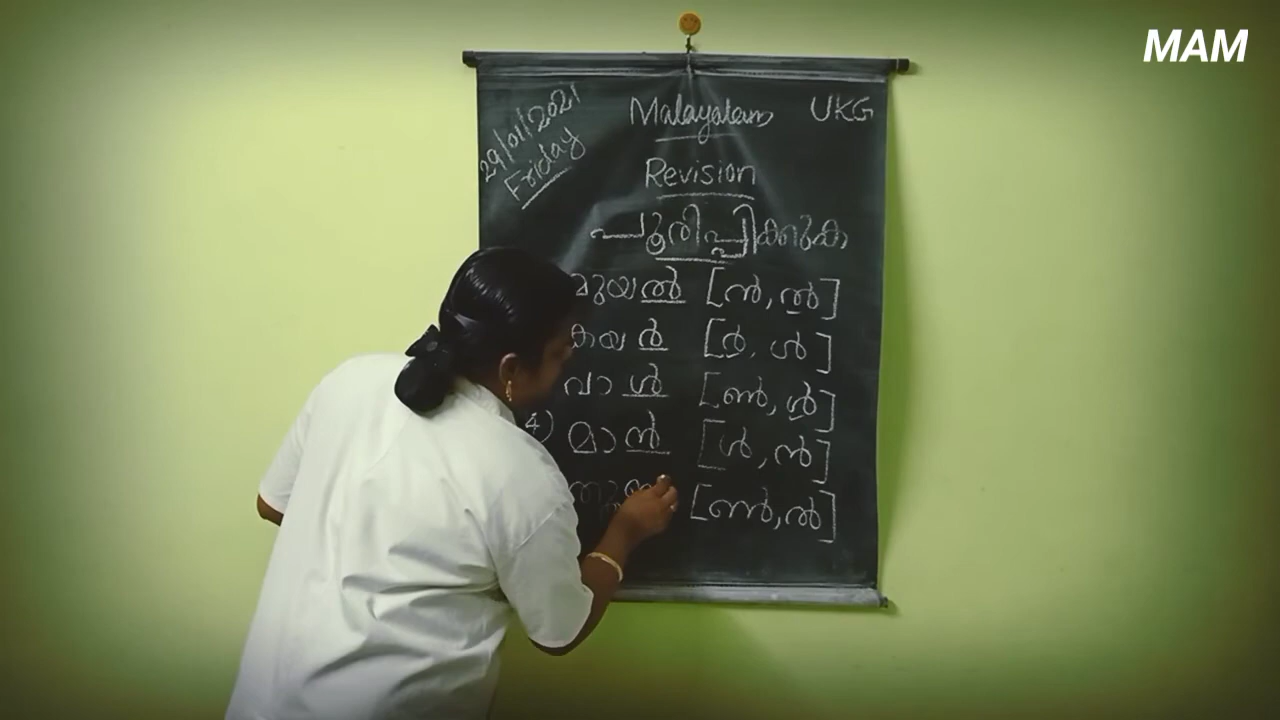 MAM
29/01/2021
Friday
Malayalam
UKG
Revision
പൂരിപ്പിക്കുക
മുയൽ [ൻ, ൽ]
കയർ [ർ, ൾ]
വാൾ [ൺ, ൾ]
4) മാൻ [ൾ, ൻ]
[ൺ, ൽ]